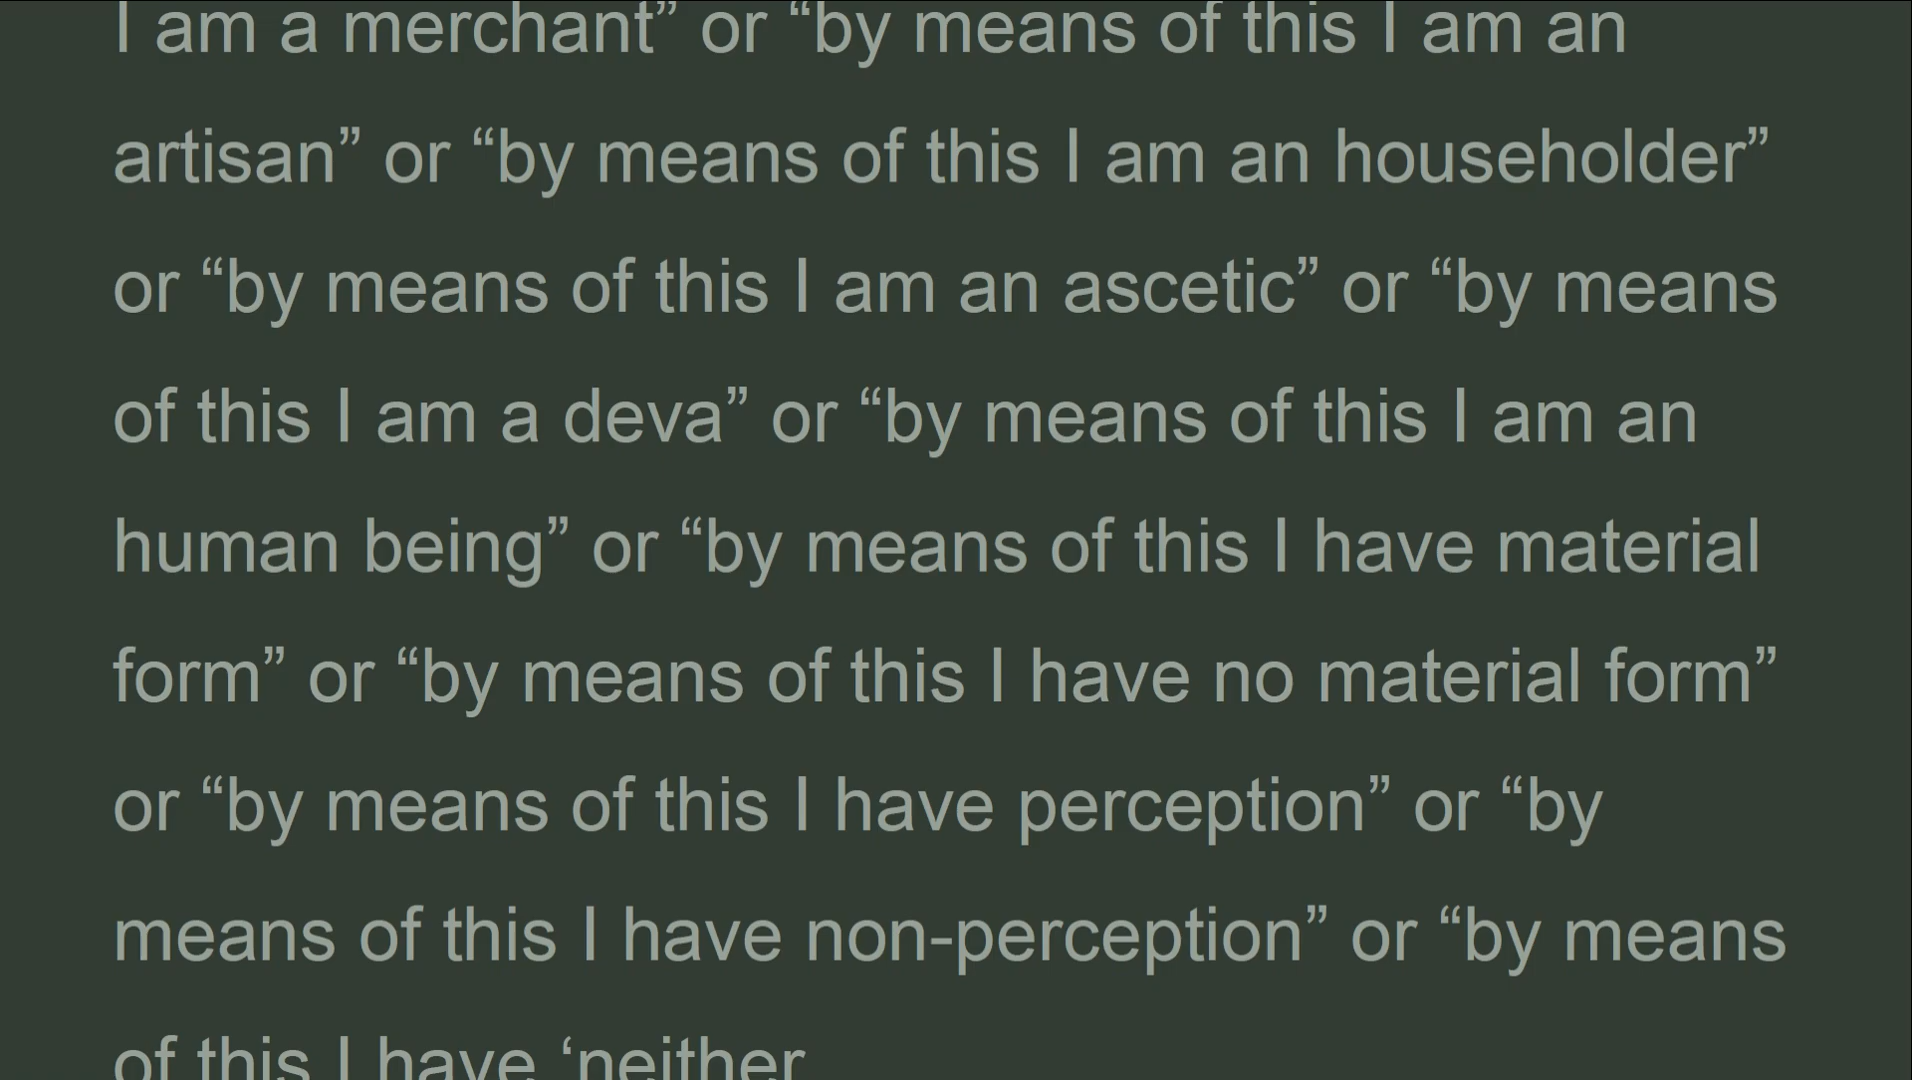 I am a merchant” or “by means of this I am an
artisan” or “by means of this I am an householder”
or “by means of this I am an ascetic” or “by means
of this I am a deva” or “by means of this I am an
human being” or “by means of this I have material
form” or “by means of this I have no material form”
or “by means of this I have perception” or “by
means of this I have non-perception” or “by means
of this I have ‘neither